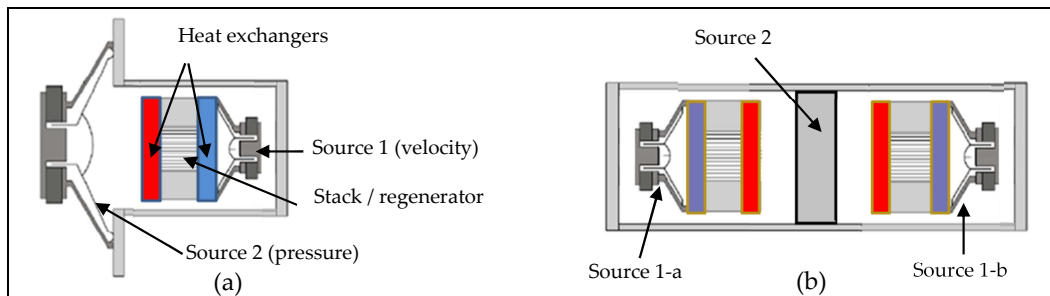 Heat exchangers
Source 1 (velocity)
Stack / regenerator
Source 2 (pressure)
(a)
Source 2
Source 1-a
Source 1-b
(b)